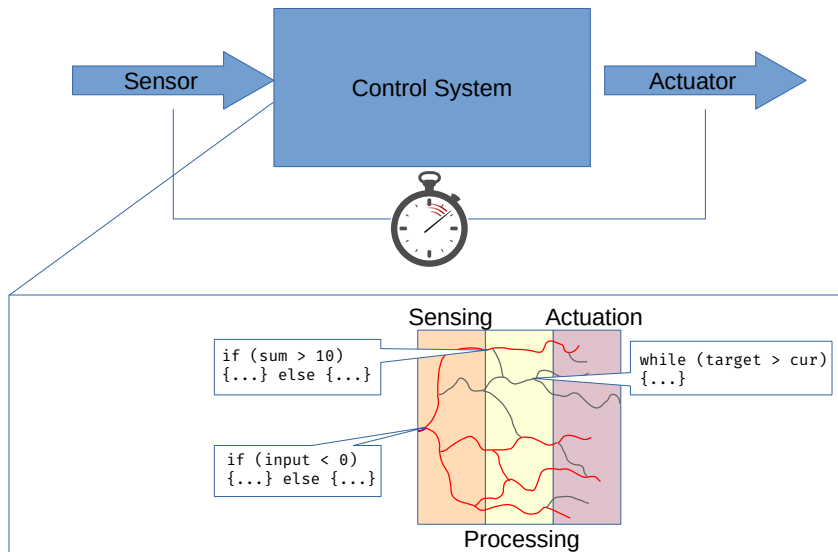 Sensor
Control System
Actuator
Sensing
Actuation
if (sum > 10)
{...} else {...}
while (target > cur)
{...}
if (input < 0)
{...} else {...}
Processing